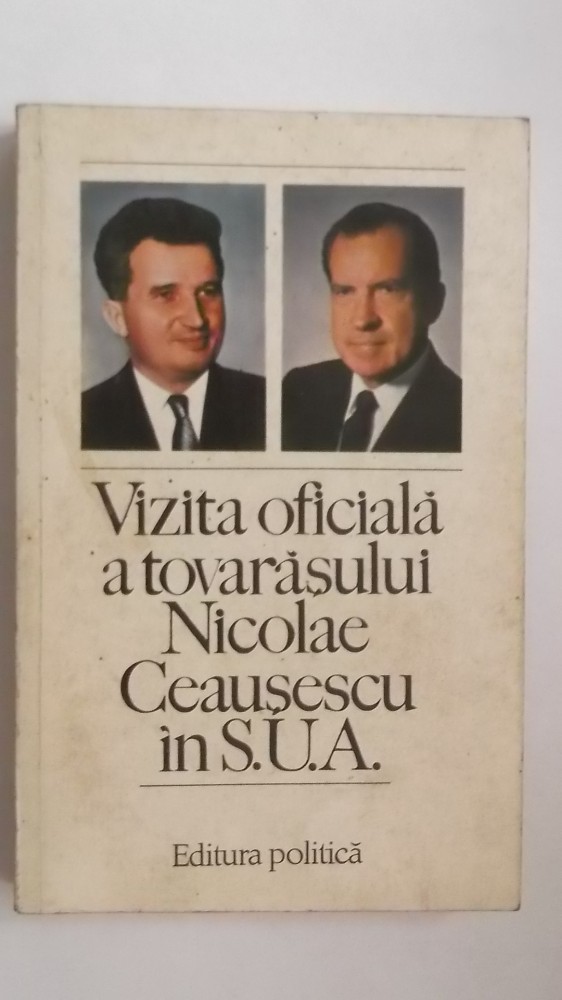 Vizita oficială
a tovarășului
Nicolae
Ceaușescu
în S.U.A.
Editura politică